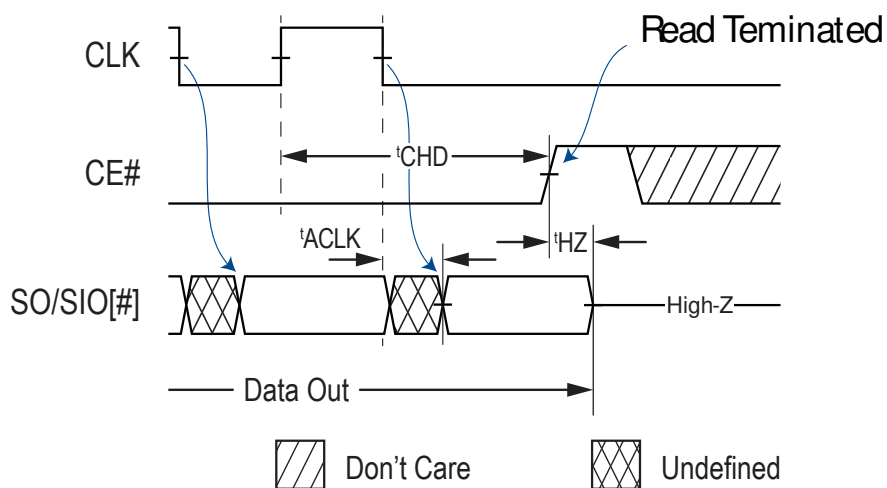 Read Teminated
CLK
tCHD
CE#
tACLK
tHZ
SO/SIO[#]
High-Z
Data Out
Don't Care
Undefined